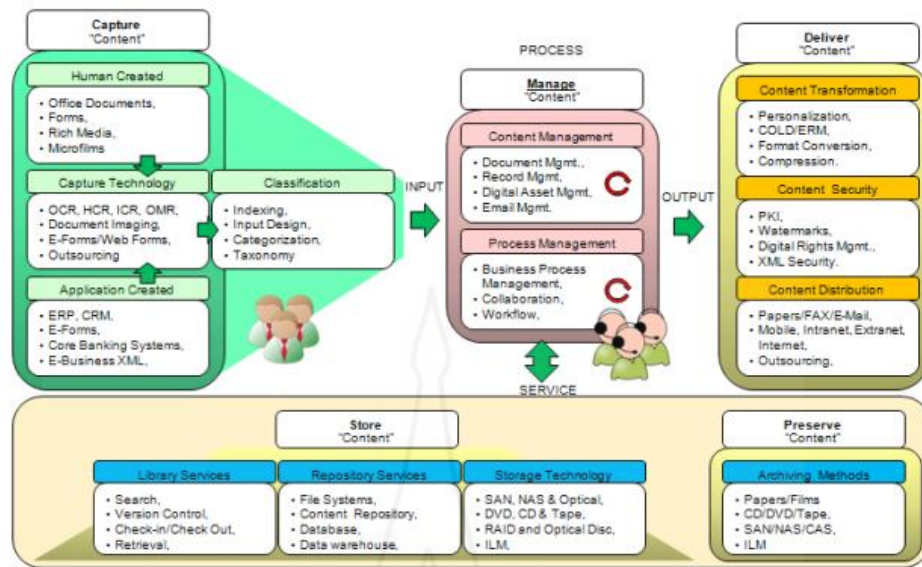 Capture
"Content"
Human Created
• Office Documents,
• Forms,
• Rich Media,
• Microfilms
Capture Technology
• OCR, HCR, ICR, OMR,
• Document Imaging,
• E-Forms/Web Forms,
• Outsourcing
Application Created
• ERP, CRM,
• E-Forms,
• Core Banking Systems,
• E-Business XML,
Classification
• Indexing,
• Input Design,
• Categorization,
• Taxonomy
INPUT
PROCESS
Manage
"Content"
Content Management
• Document Mgmt.,
• Record Mgmt,
• Digital Asset Mgmt,
• Email Mgmt.
Process Management
• Business Process
Management,
• Collaboration,
• Workflow,
SERVICE
OUTPUT
Deliver
"Content"
Content Transformation
• Personalization,
• COLD/ERM,
• Format Conversion,
• Compression.
Content Security
• PKI,
• Watermarks,
• Digital Rights Mgmt.,
• XML Security.
Content Distribution
• Papers/FAX/E-Mail,
• Mobile, Intranet, Extranet,
Internet,
• Outsourcing,
Store
"Content"
Library Services
• Search,
• Version Control,
• Check-in/Check Out,
• Retrieval,
Repository Services
• File Systems,
• Content Repository,
• Database,
• Data warehouse,
Storage Technology
• SAN, NAS & Optical,
• DVD, CD & Tape,
• RAID and Optical Disc,
• ILM,
Preserve
"Content"
Archiving Methods
• Papers/Films
• CD/DVD/Tape,
• SAN/NAS/CAS,
• ILM